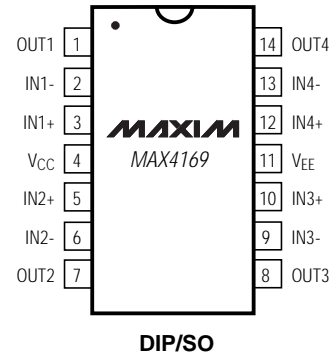 OUT1 1 14 OUT4
IN1- 2 13 IN4-
IN1+ 3 MAXIM 12 IN4+
VCC 4 MAX4169 11 VEE
IN2+ 5 10 IN3+
IN2- 6 9 IN3-
OUT2 7 8 OUT3
DIP/SO